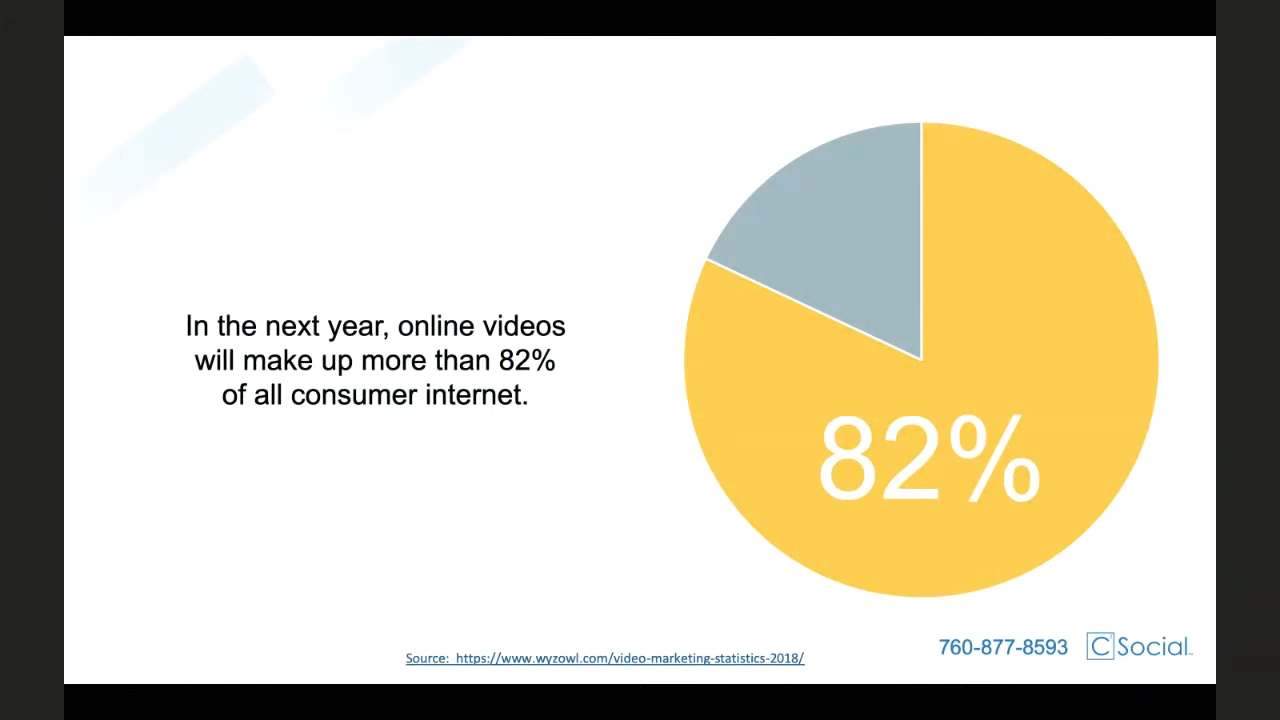 In the next year, online videos
will make up more than 82%
of all consumer internet.
82%
Source: https://www.wyzowl.com/video-marketing-statistics-2018/
760-877-8593
C Social